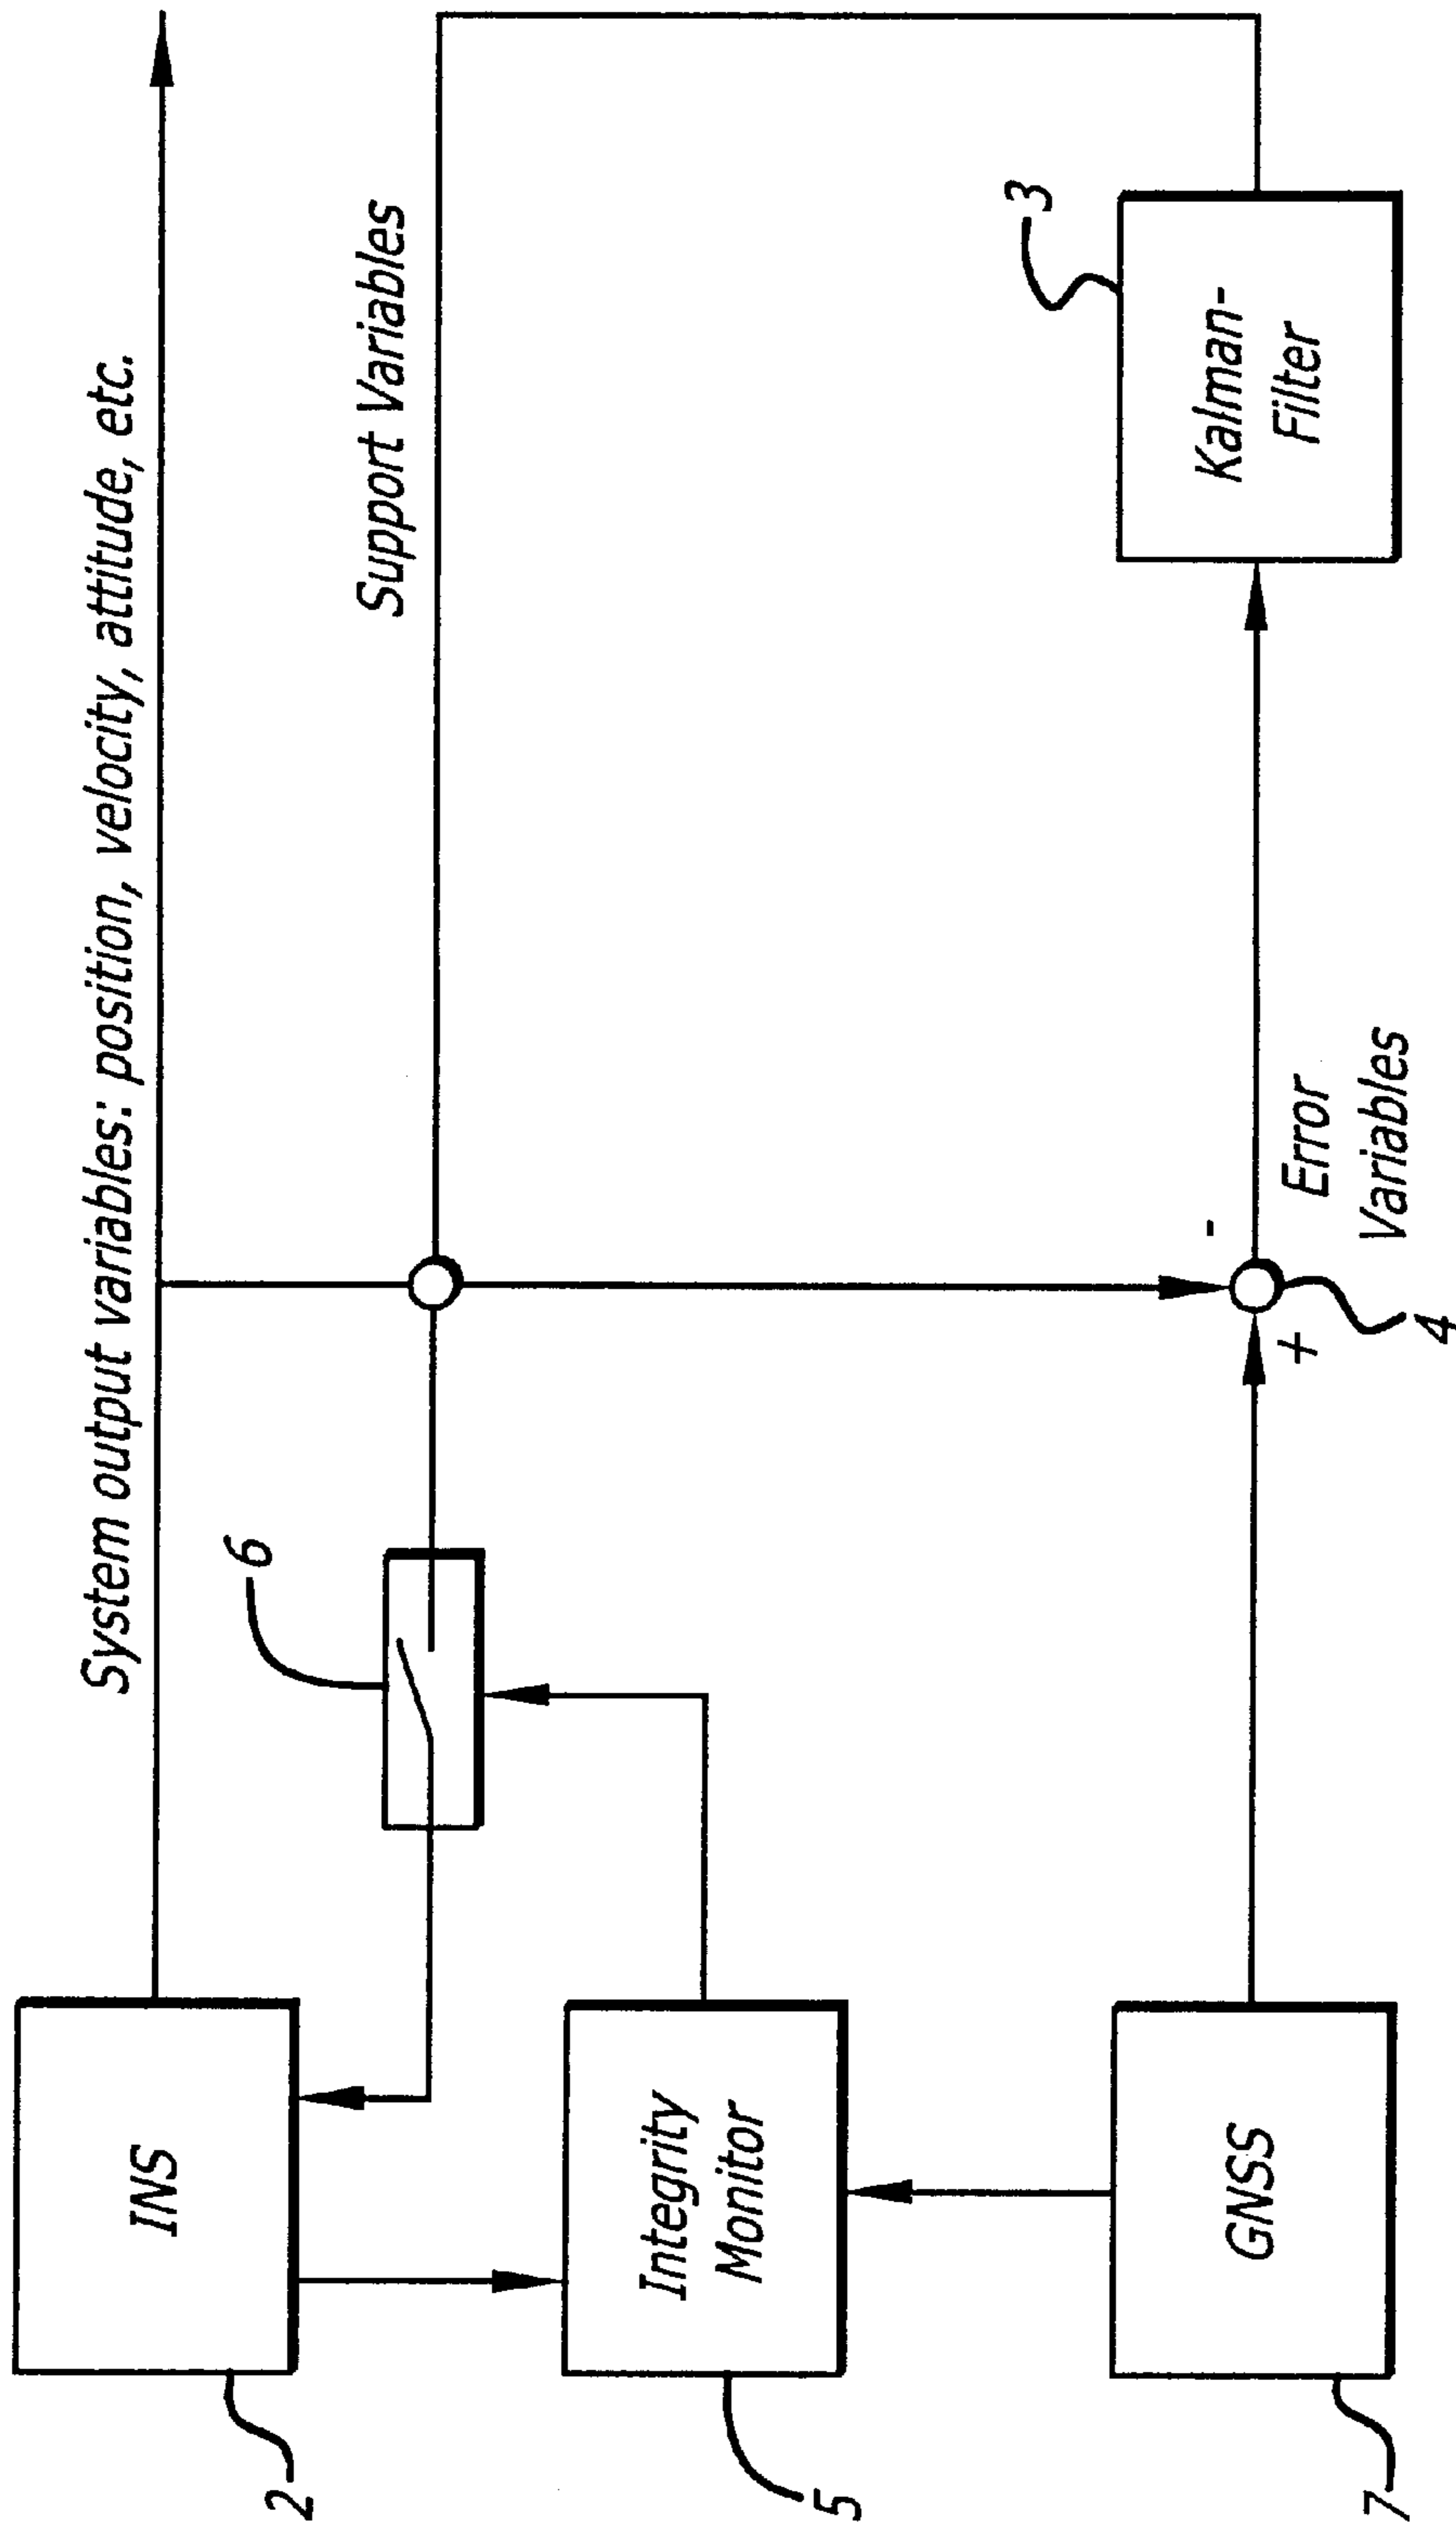 System output variables: position, velocity, attitude, etc.
INS
2
6
Support Variables
Integrity
Monitor
5
3
Kalman-
Filter
GNSS
7
+
-
4
Error
Variables